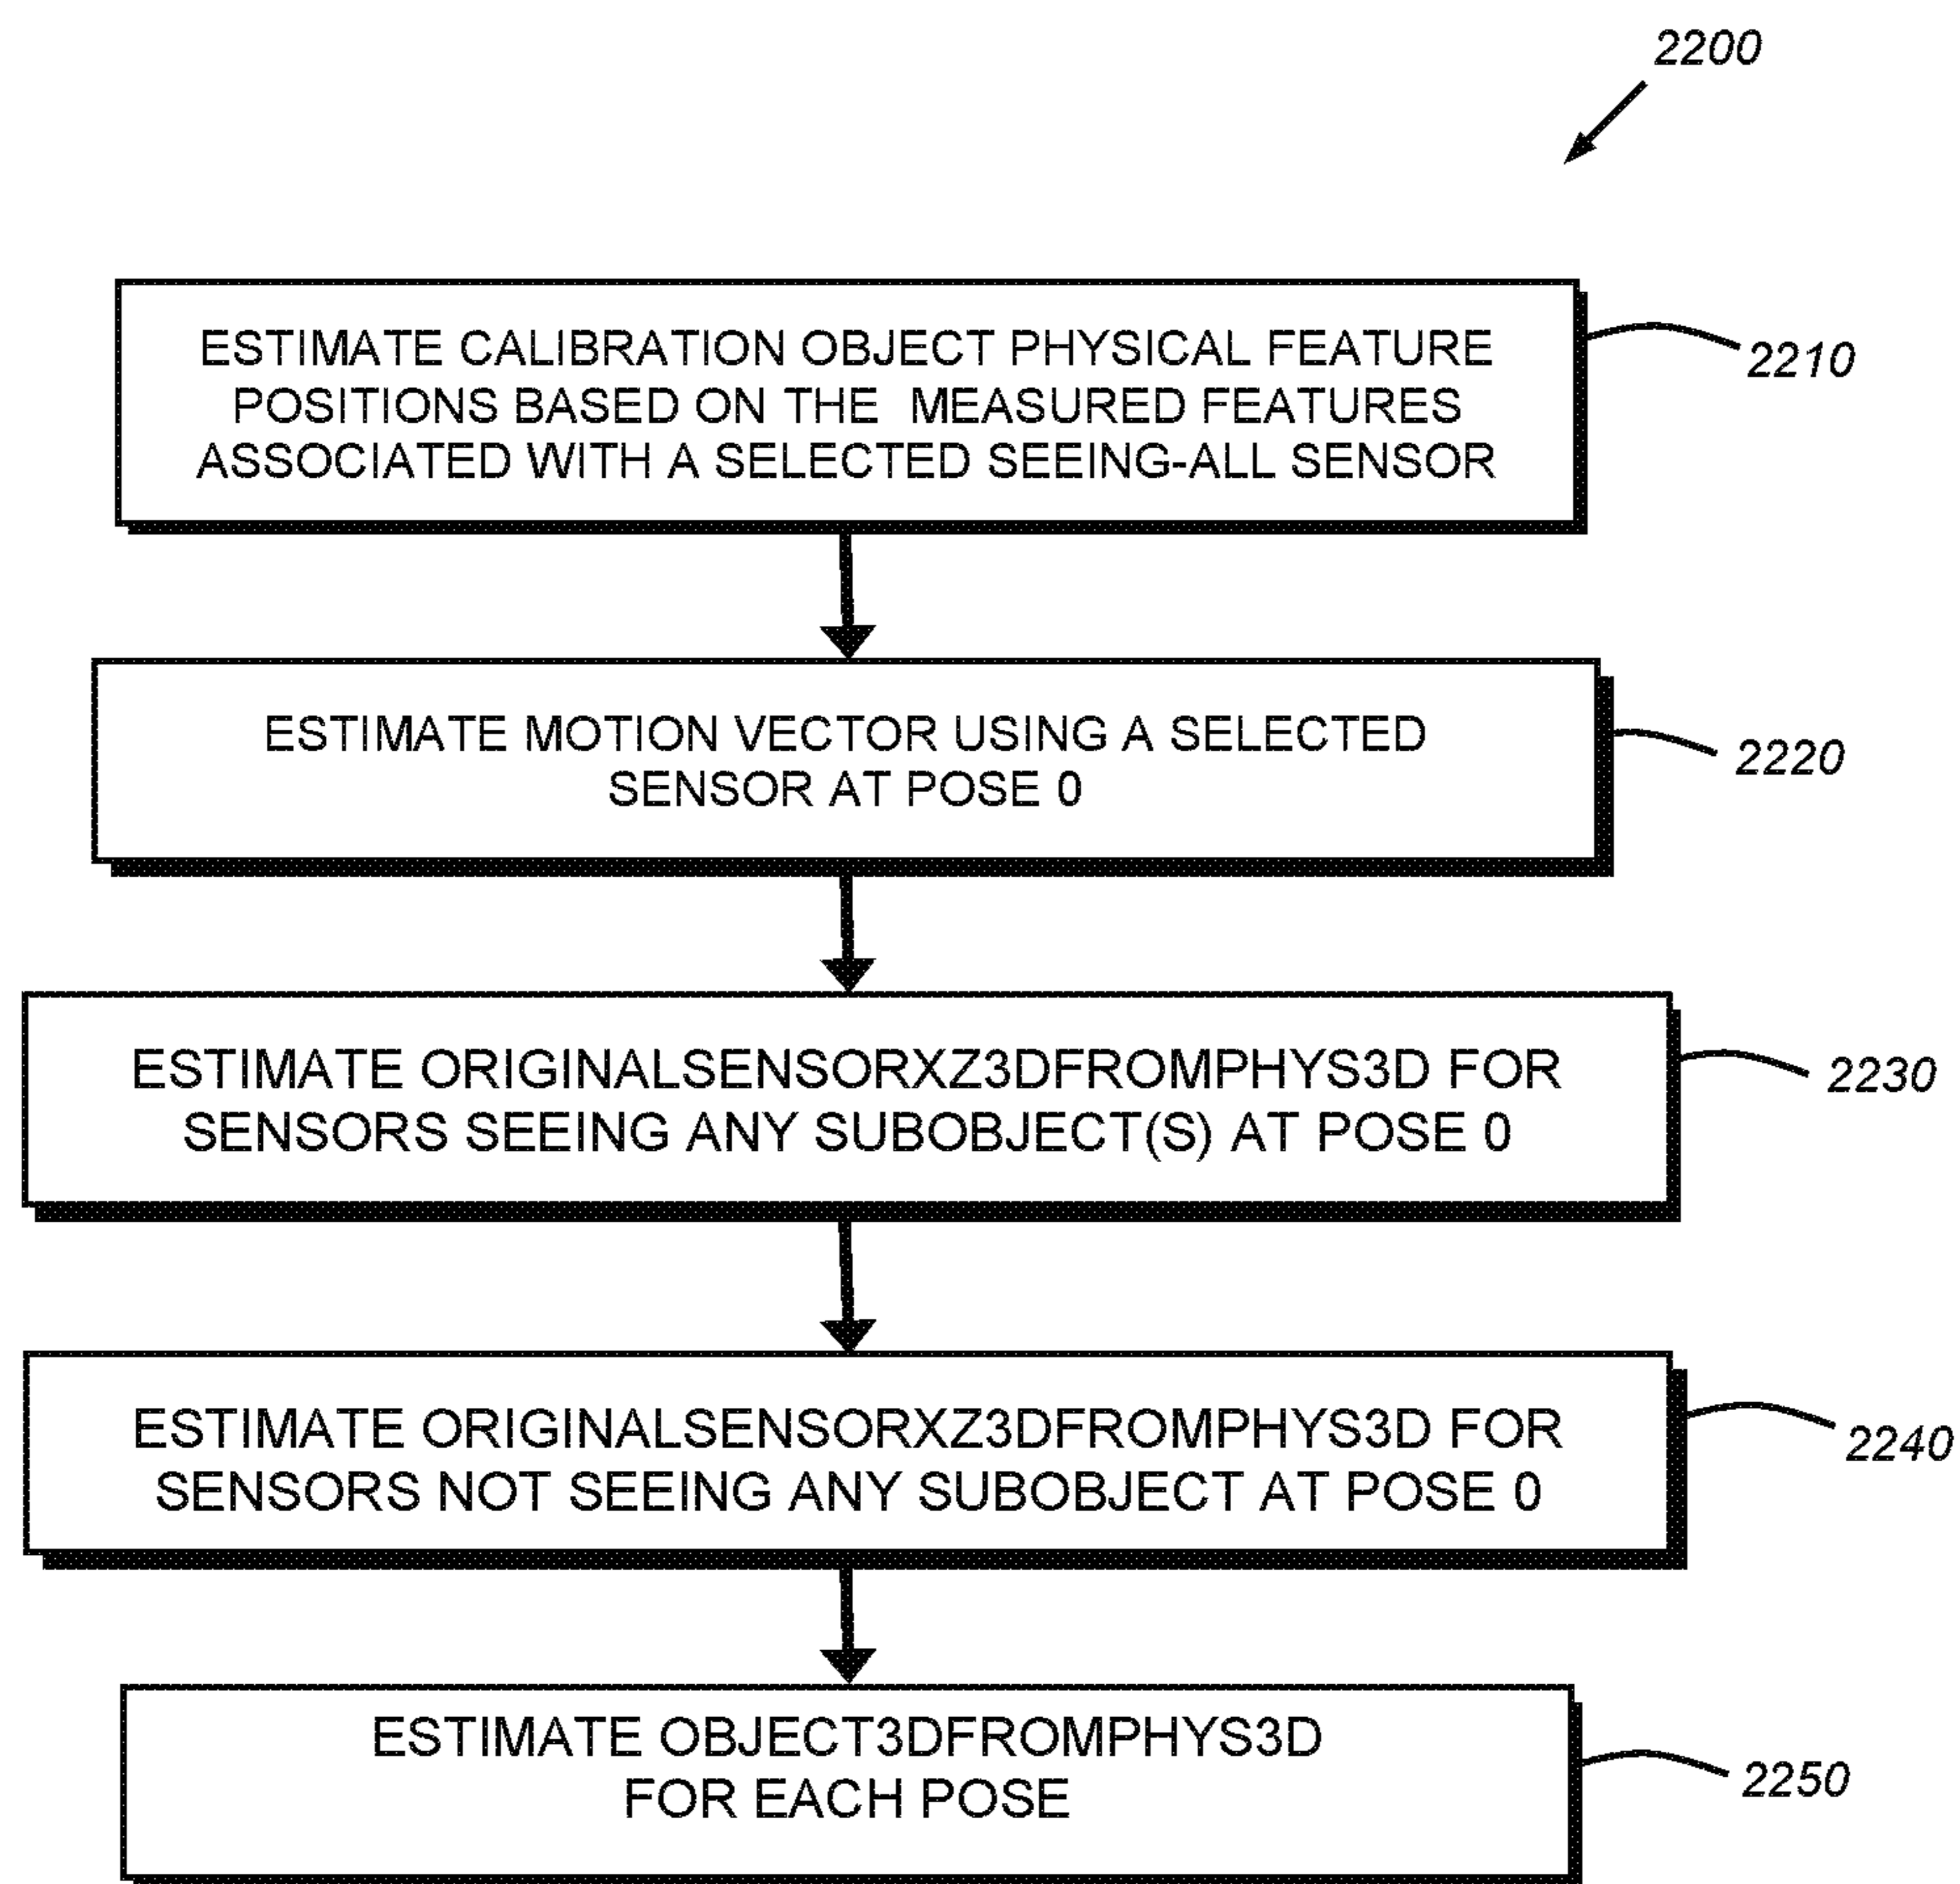 2200
ESTIMATE CALIBRATION OBJECT PHYSICAL FEATURE
POSITIONS BASED ON THE MEASURED FEATURES
ASSOCIATED WITH A SELECTED SEEING-ALL SENSOR
2210
ESTIMATE MOTION VECTOR USING A SELECTED
SENSOR AT POSE 0
2220
ESTIMATE ORIGINALSENSORXZ3DFROMPHYS3D FOR
SENSORS SEEING ANY SUBOBJECT(S) AT POSE 0
2230
ESTIMATE ORIGINALSENSORXZ3DFROMPHYS3D FOR
SENSORS NOT SEEING ANY SUBOBJECT AT POSE 0
2240
ESTIMATE OBJECT3DFROMPHYS3D
FOR EACH POSE
2250